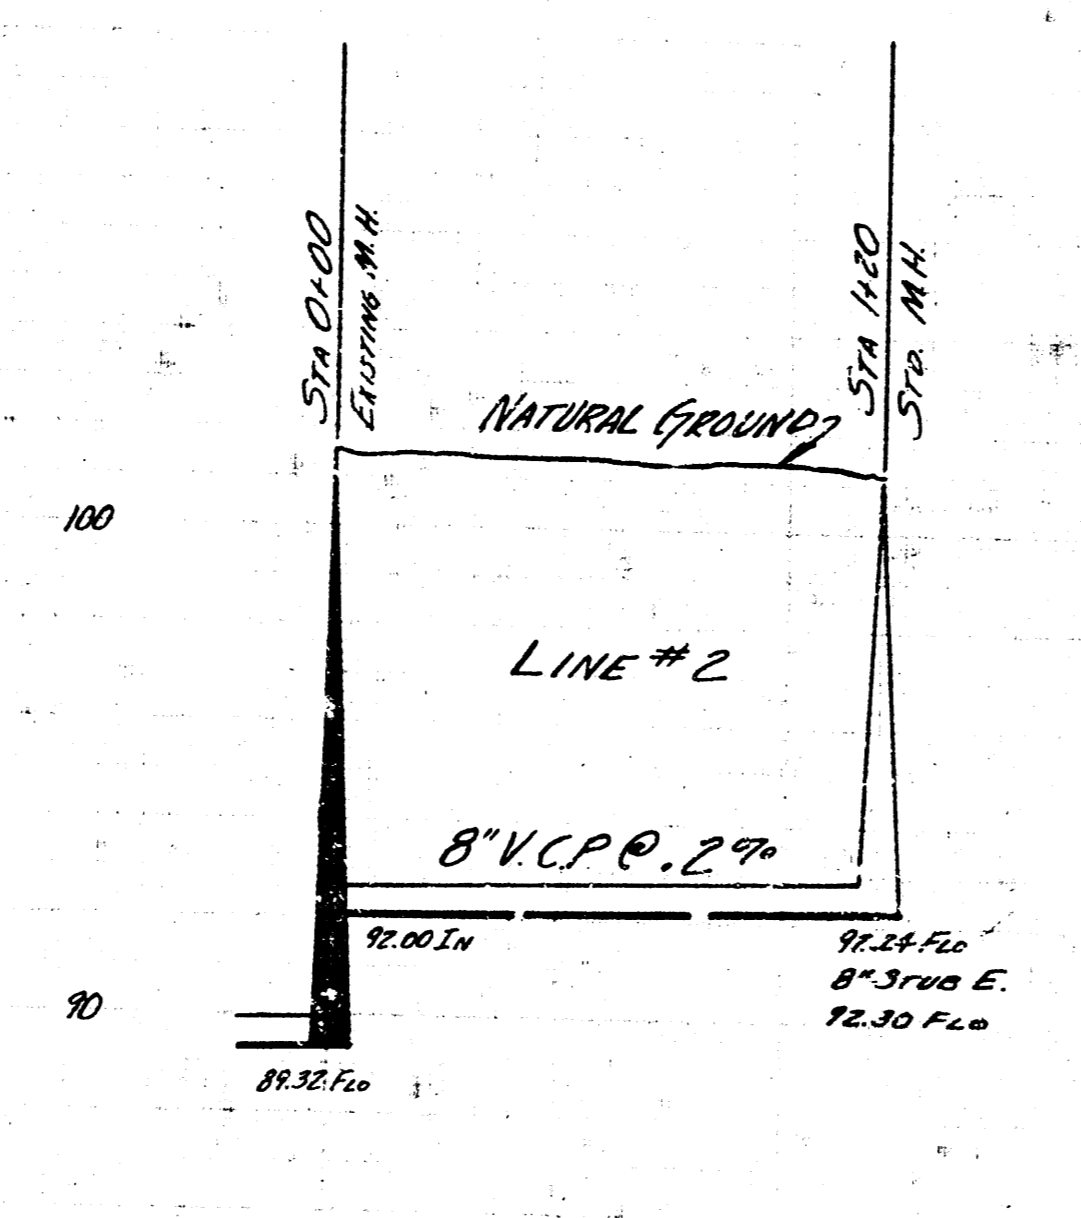 STA 0+00
EXISTING M.H.
STA 1+20
STD. M.H.
NATURAL GROUND
100
LINE #2
8" V.C.P. @ .2%
92.00 IN
92.24 FLO
8" STUB E.
92.30 FLO
90
89.32 FLO